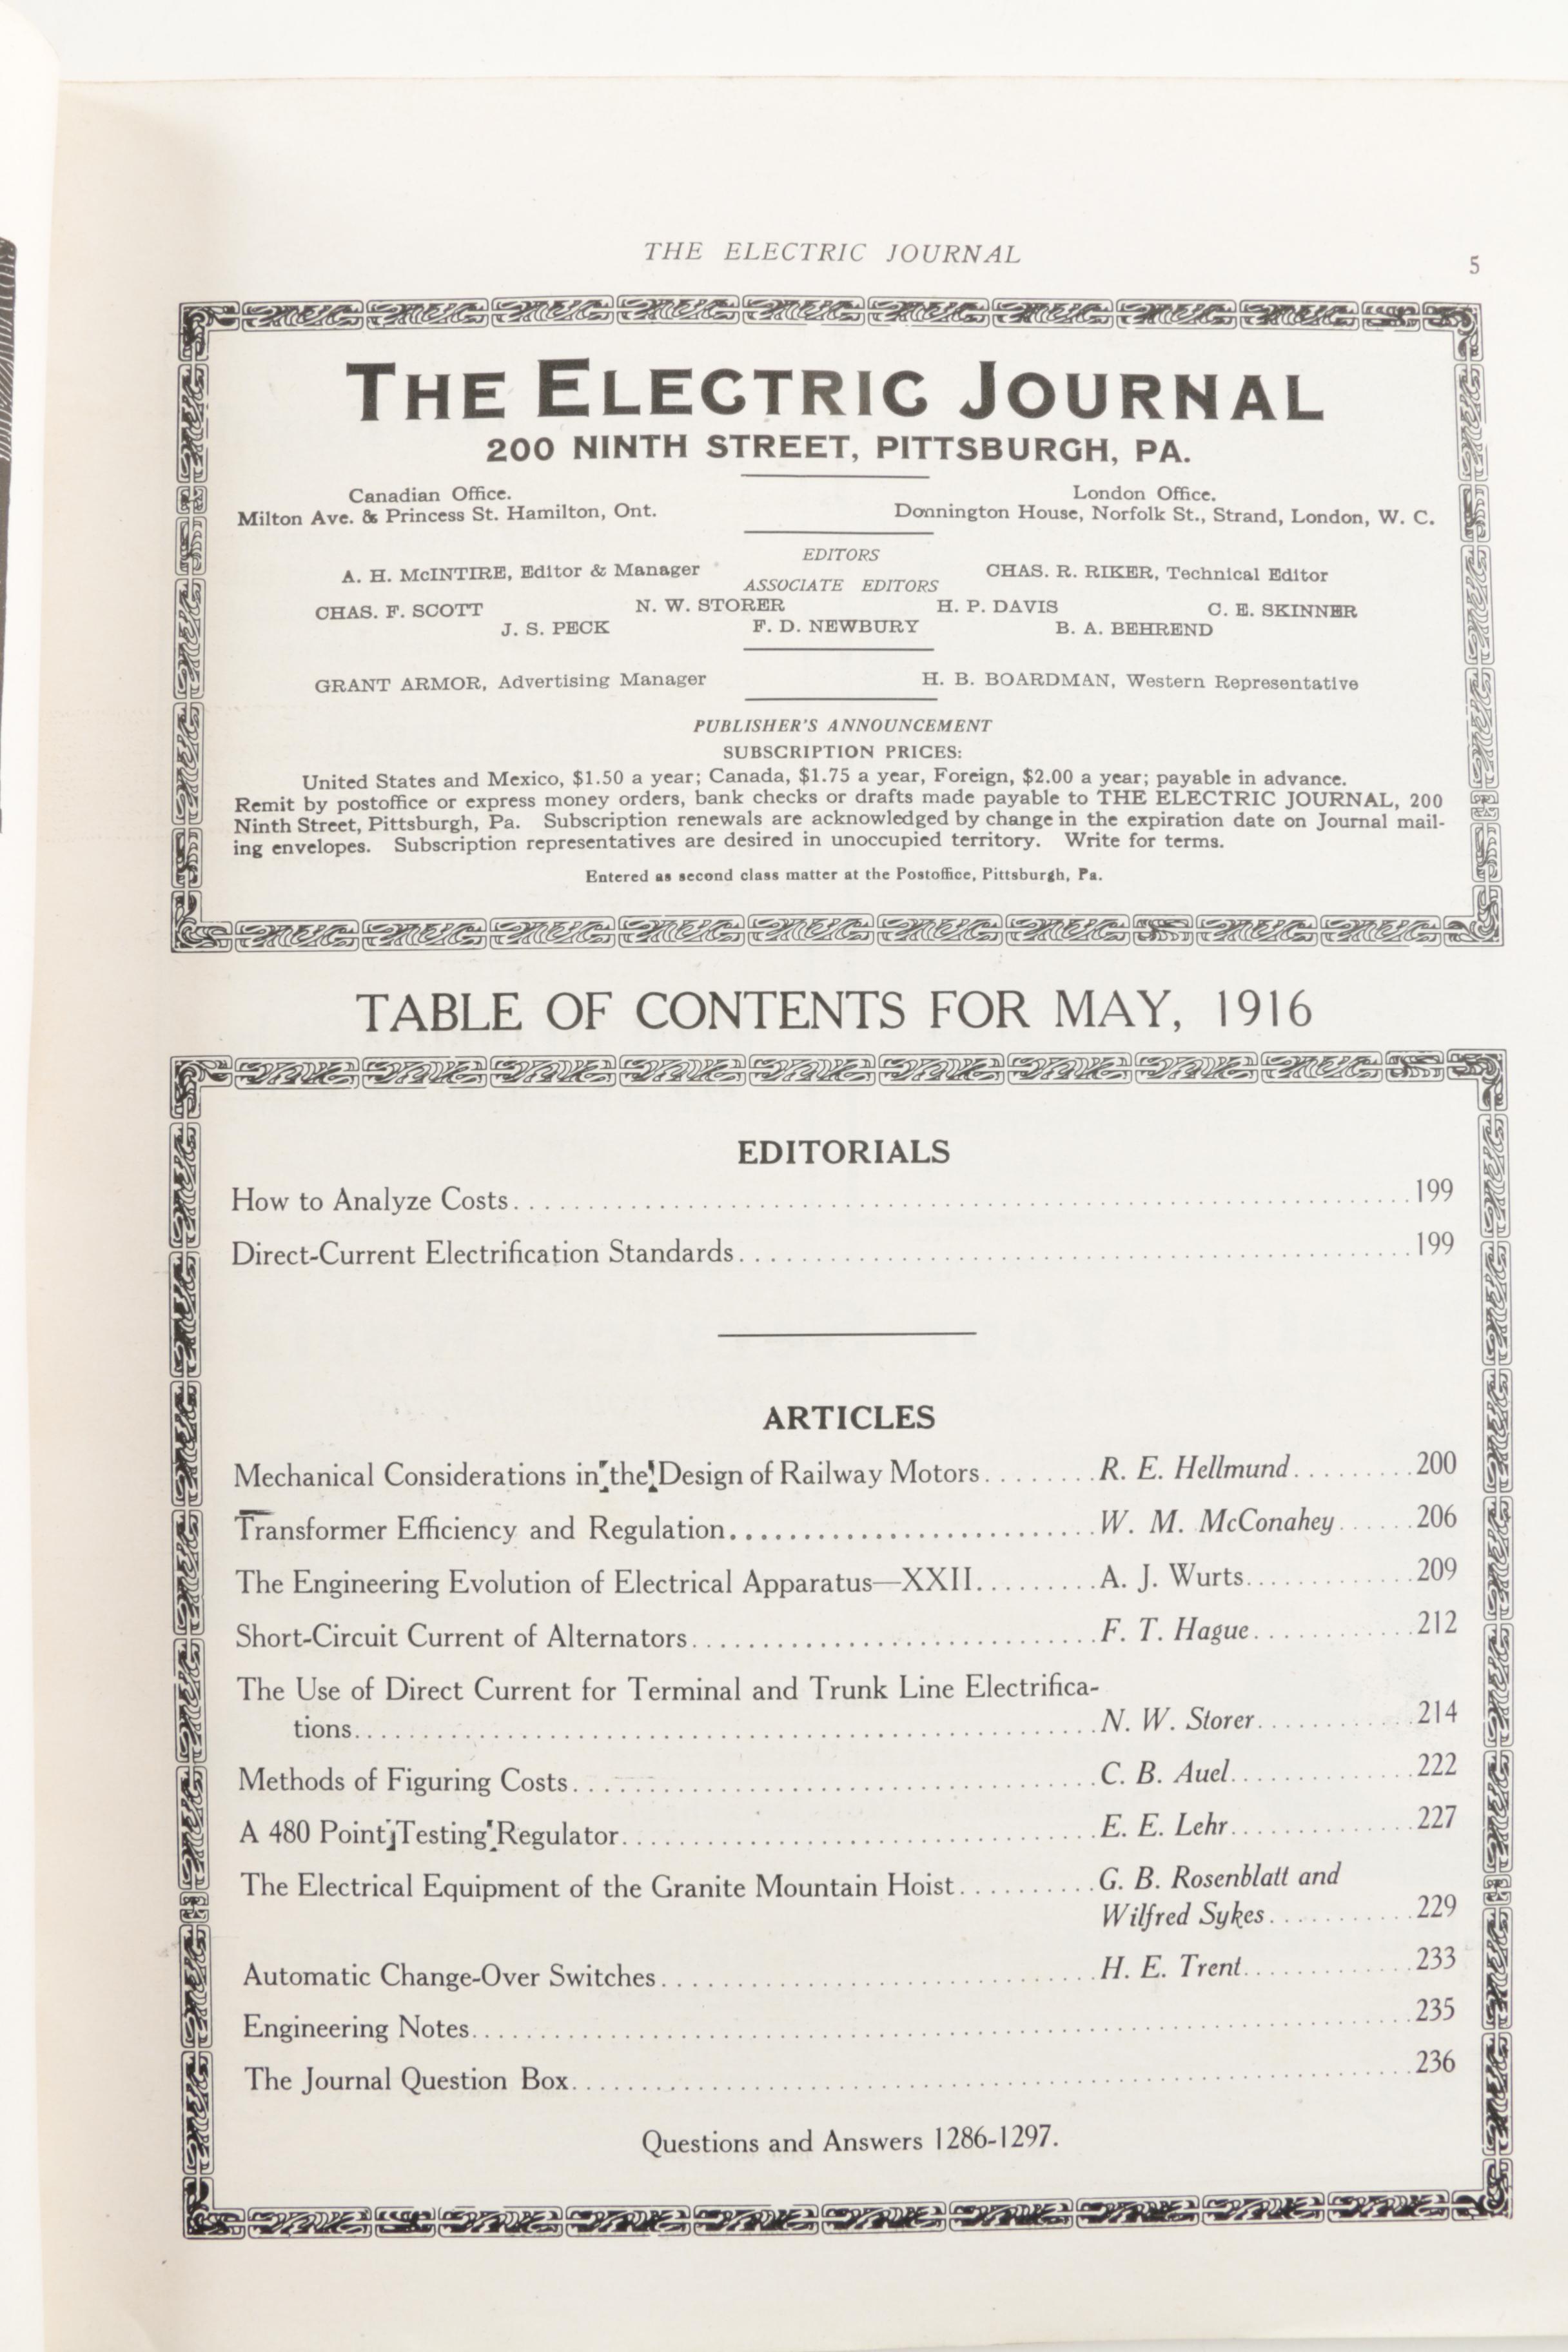 THE ELECTRIC JOURNAL
5
THE ELECTRIC JOURNAL
200 NINTH STREET, PITTSBURGH, PA.
Canadian Office.
Milton Ave. & Princess St. Hamilton, Ont.
London Office.
Donnington House, Norfolk St., Strand, London, W. C.
EDITORS
A. H. McINTIRE, Editor & Manager
CHAS. R. RIKER, Technical Editor
ASSOCIATE EDITORS
CHAS. F. SCOTT N. W. STORER H. P. DAVIS C. E. SKINNER
J. S. PECK F. D. NEWBURY B. A. BEHREND
GRANT ARMOR, Advertising Manager
H. B. BOARDMAN, Western Representative
PUBLISHER'S ANNOUNCEMENT
SUBSCRIPTION PRICES:
United States and Mexico, $1.50 a year; Canada, $1.75 a year, Foreign, $2.00 a year; payable in advance.
Remit by postoffice or express money orders, bank checks or drafts made payable to THE ELECTRIC JOURNAL, 200
Ninth Street, Pittsburgh, Pa. Subscription renewals are acknowledged by change in the expiration date on Journal mail-
ing envelopes. Subscription representatives are desired in unoccupied territory. Write for terms.
Entered as second class matter at the Postoffice, Pittsburgh, Pa.
TABLE OF CONTENTS FOR MAY, 1916
EDITORIALS
How to Analyze Costs 199
Direct-Current Electrification Standards 199
ARTICLES
Mechanical Considerations in the Design of Railway Motors R. E. Hellmund 200
Transformer Efficiency and Regulation W. M. McConahey 206
The Engineering Evolution of Electrical Apparatus—XXII. A. J. Wurts 209
Short-Circuit Current of Alternators F. T. Hague 212
The Use of Direct Current for Terminal and Trunk Line Electrifica-
tions N. W. Storer 214
Methods of Figuring Costs C. B. Auel 222
A 480 Point Testing Regulator E. E. Lehr 227
The Electrical Equipment of the Granite Mountain Hoist G. B. Rosenblatt and
Wilfred Sykes 229
Automatic Change-Over Switches H. E. Trent 233
Engineering Notes 235
The Journal Question Box 236
Questions and Answers 1286-1297.